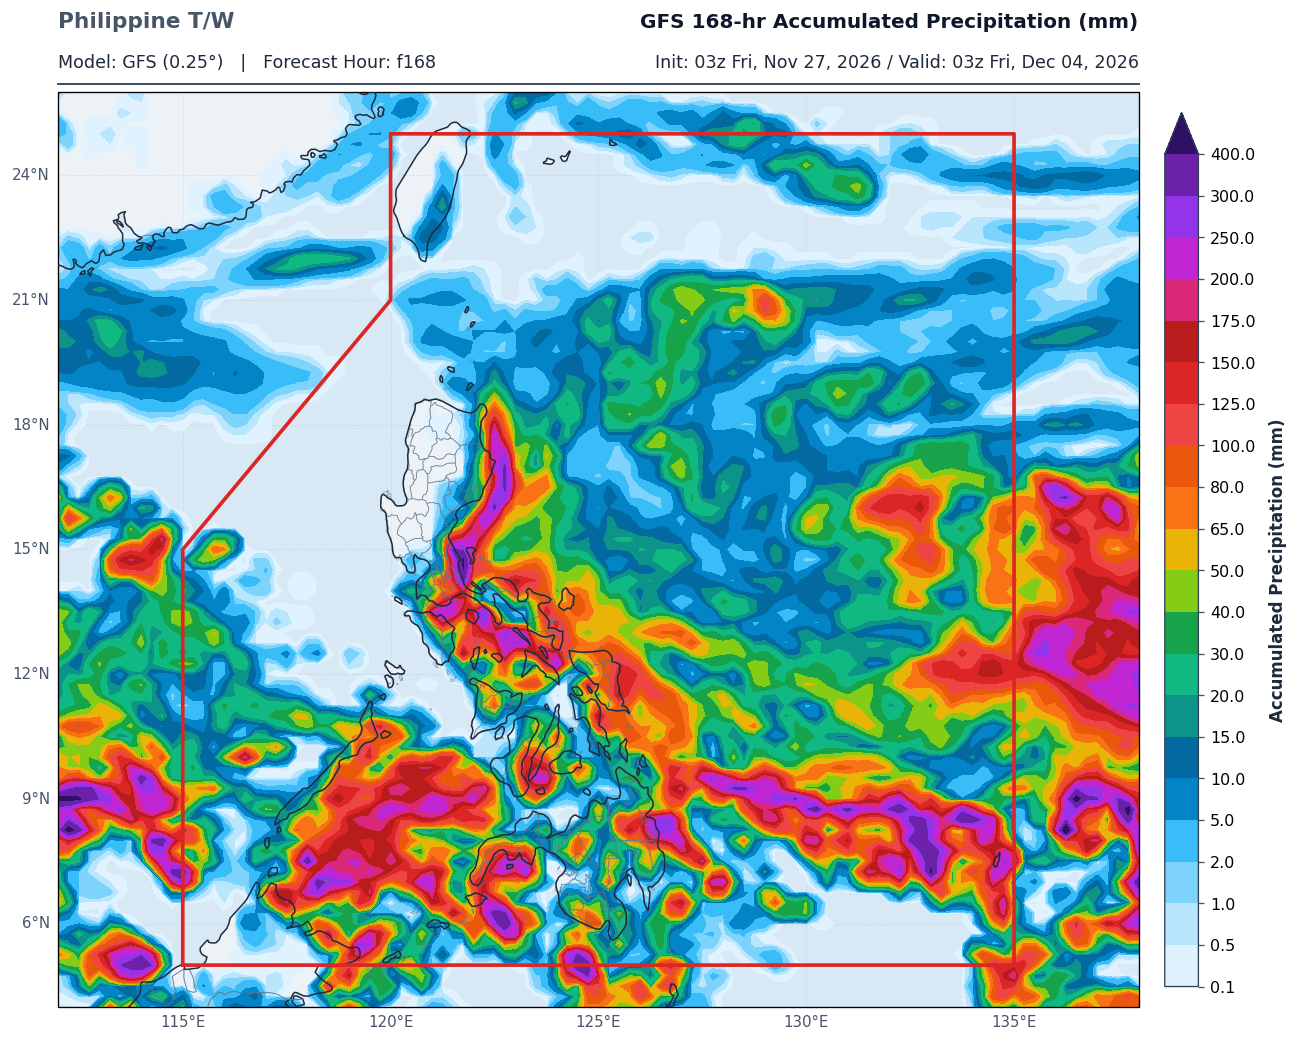 Philippine T/W
GFS 168-hr Accumulated Precipitation (mm)
Model: GFS (0.25°)   |   Forecast Hour: f168
Init: 03z Fri, Nov 27, 2026 / Valid: 03z Fri, Dec 04, 2026
24°N
21°N
18°N
15°N
12°N
9°N
6°N
115°E
120°E
125°E
130°E
135°E
400.0
300.0
250.0
200.0
175.0
150.0
125.0
100.0
80.0
65.0
50.0
40.0
30.0
20.0
15.0
10.0
5.0
2.0
1.0
0.5
0.1
Accumulated Precipitation (mm)